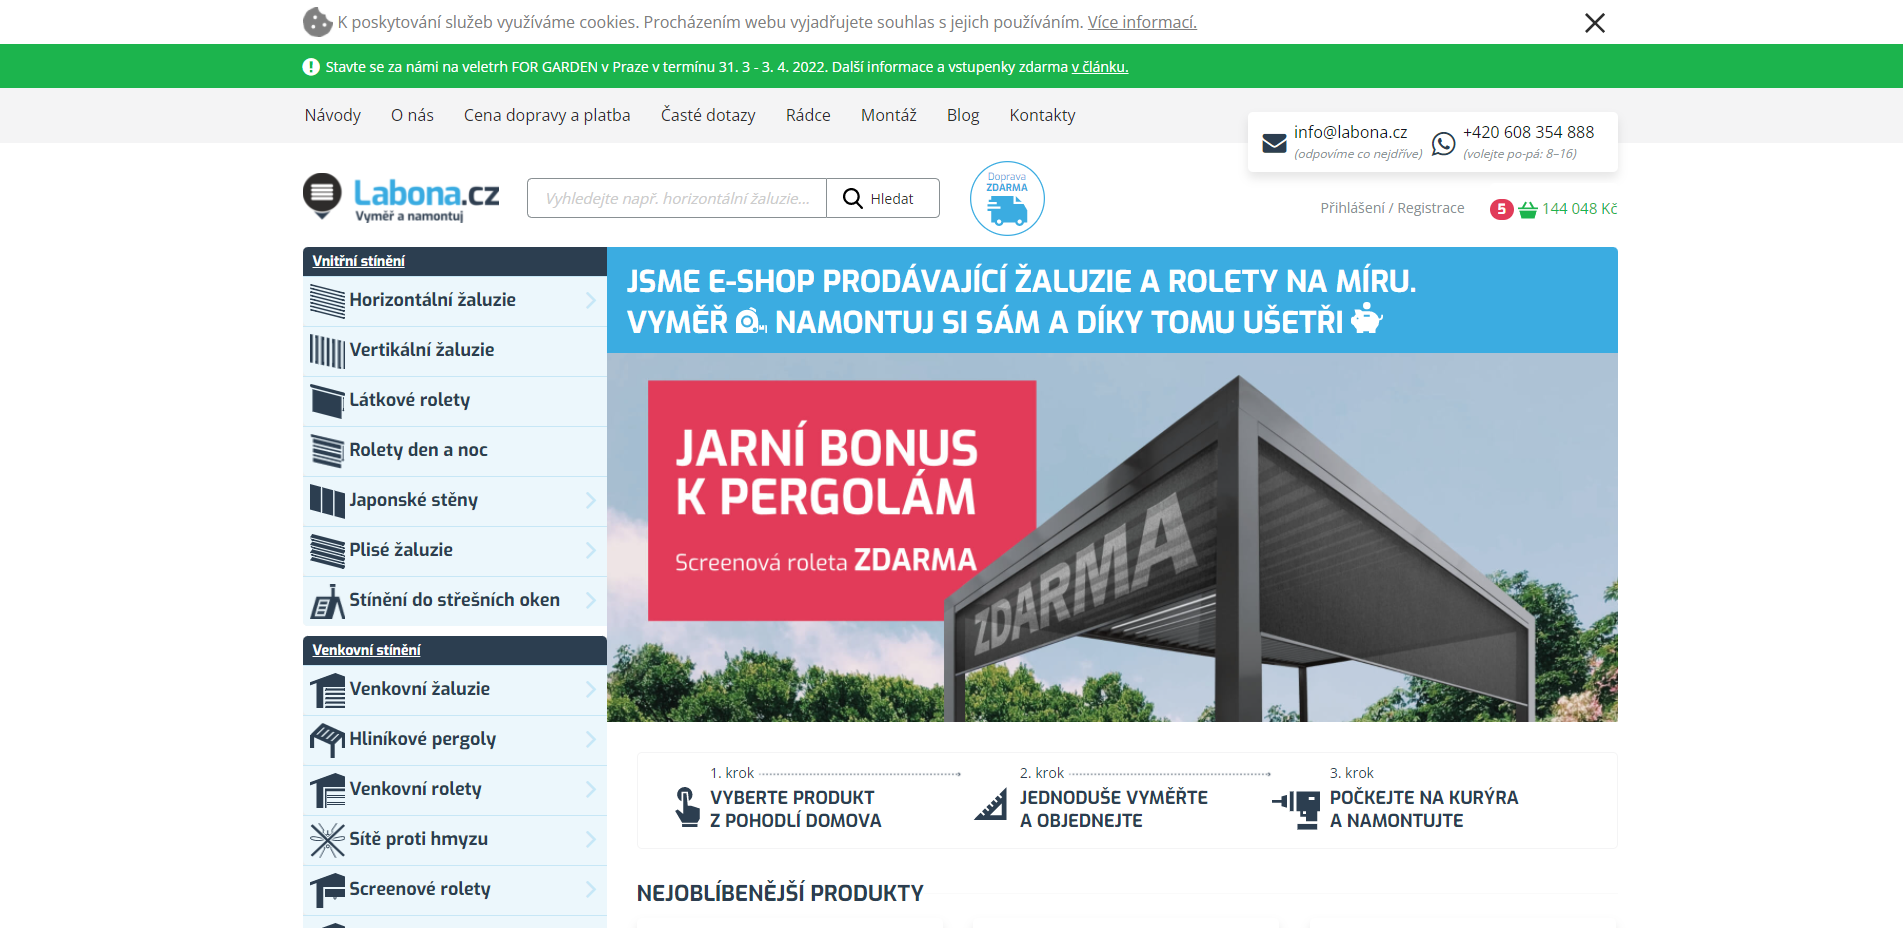 K poskytování služeb využíváme cookies. Procházením webu vyjadřujete souhlas s jejich používáním. Více informací.
Stavte se za námi na veletrh FOR GARDEN v Praze v termínu 31. 3 - 3. 4. 2022. Další informace a vstupenky zdarma v článku.
Návody O nás Cena dopravy a platba Časté dotazy Rádce Montáž Blog Kontakty
info@labona.cz
(odpovíme co nejdříve)
+420 608 354 888
(volejte po-pá: 8–16)
Labona.cz
Vyměř a namontuj
Vyhledejte např. horizontální žaluzie...
Hledat
Doprava
ZDARMA
Přihlášení / Registrace
5
144 048 Kč
Vnitřní stínění
Horizontální žaluzie
Vertikální žaluzie
Látkové rolety
Rolety den a noc
Japonské stěny
Plisé žaluzie
Stínění do střešních oken
Venkovní stínění
Venkovní žaluzie
Hliníkové pergoly
Venkovní rolety
Sítě proti hmyzu
Screenové rolety
JSME E-SHOP PRODÁVAJÍCÍ ŽALUZIE A ROLETY NA MÍRU.
VYMĚŘ NAMONTUJ SI SÁM A DÍKY TOMU UŠETŘI
JARNÍ BONUS
K PERGOLÁM
Screenová roleta ZDARMA
ZDARMA
1. krok
VYBERTE PRODUKT
Z POHODLÍ DOMOVA
2. krok
JEDNODUŠE VYMĚŘTE
A OBJEDNEJTE
3. krok
POČKEJTE NA KURÝRA
A NAMONTUJTE
NEJOBLÍBENĚJŠÍ PRODUKTY